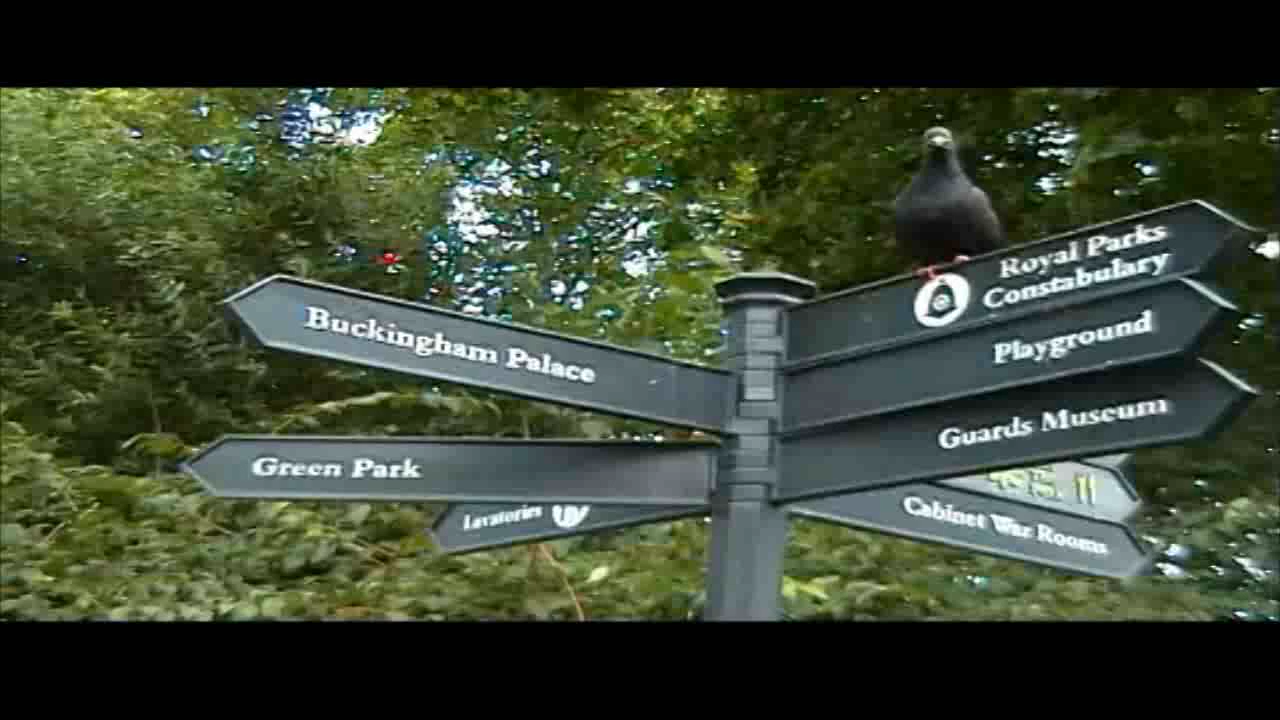 Buckingham Palace
Green Park
Lavatories
Royal Parks
Constabulary
Playground
Guards Museum
Cabinet War Rooms